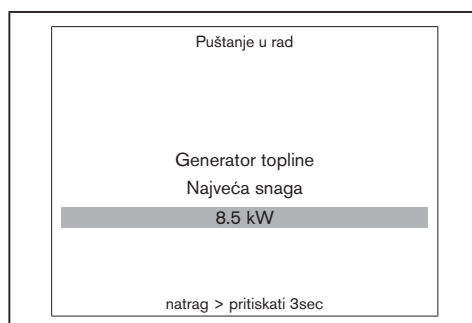 Puštanje u rad
Generator topline
Najveća snaga
8.5 kW
natrag > pritiskati 3sec